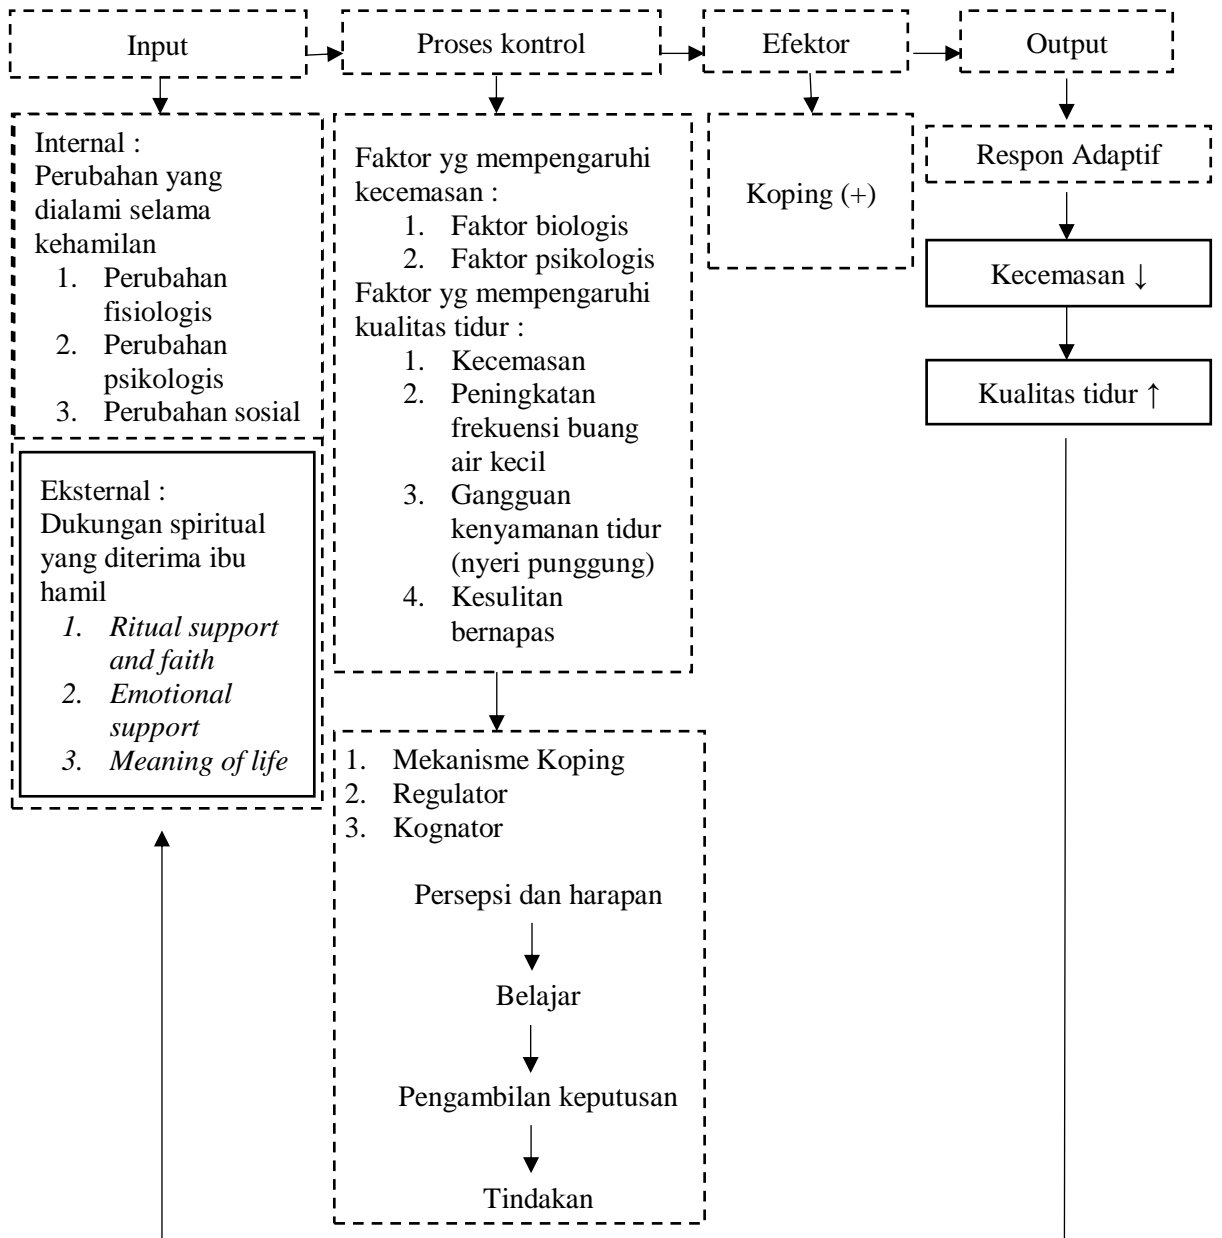 Input
Proses kontrol
Efektor
Output
Internal :
Perubahan yang
dialami selama
kehamilan
1. Perubahan
fisiologis
2. Perubahan
psikologis
3. Perubahan sosial
Eksternal :
Dukungan spiritual
yang diterima ibu
hamil
1. Ritual support
and faith
2. Emotional
support
3. Meaning of life
Faktor yg mempengaruhi
kecemasan :
1. Faktor biologis
2. Faktor psikologis
Faktor yg mempengaruhi
kualitas tidur :
1. Kecemasan
2. Peningkatan
frekuensi buang
air kecil
3. Gangguan
kenyamanan tidur
(nyeri punggung)
4. Kesulitan
bernapas
1. Mekanisme Koping
2. Regulator
3. Kognator
Persepsi dan harapan
Belajar
Pengambilan keputusan
Tindakan
Koping (+)
Respon Adaptif
Kecemasan ↓
Kualitas tidur ↑